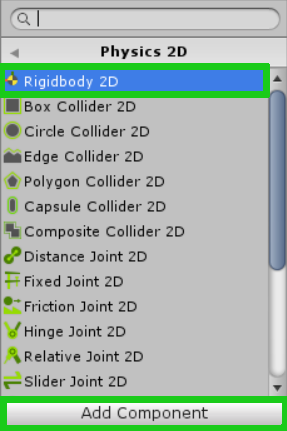 Physics 2D
Rigidbody 2D
Box Collider 2D
Circle Collider 2D
Edge Collider 2D
Polygon Collider 2D
Capsule Collider 2D
Composite Collider 2D
Distance Joint 2D
Fixed Joint 2D
Friction Joint 2D
Hinge Joint 2D
Relative Joint 2D
Slider Joint 2D
Add Component